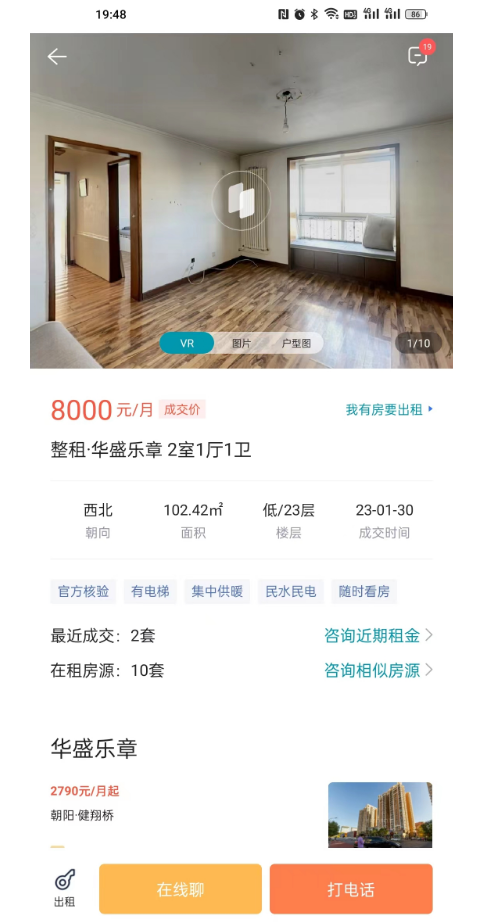 19:48
HD 4G 4G 86
19
VR 图片 户型图
1/10
8000元/月 成交价 我有房要出租
整租·华盛乐章 2室1厅1卫
西北 102.42㎡ 低/23层 23-01-30
朝向 面积 楼层 成交时间
官方核验 有电梯 集中供暖 民水民电 随时看房
最近成交：2套 咨询近期租金
在租房源：10套 咨询相似房源
华盛乐章
2790元/月起
朝阳·健翔桥
出租 在线聊 打电话